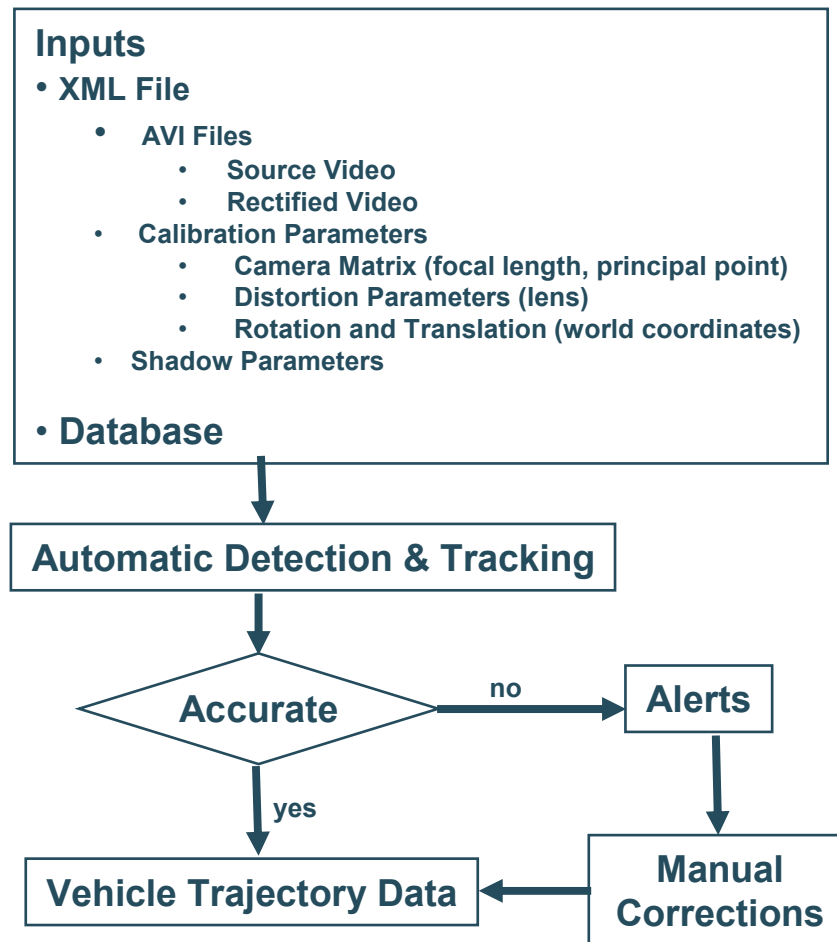 Inputs
• XML File
• AVI Files
• Source Video
• Rectified Video
• Calibration Parameters
• Camera Matrix (focal length, principal point)
• Distortion Parameters (lens)
• Rotation and Translation (world coordinates)
• Shadow Parameters
• Database
Automatic Detection & Tracking
Accurate
no
Alerts
yes
Vehicle Trajectory Data
Manual
Corrections